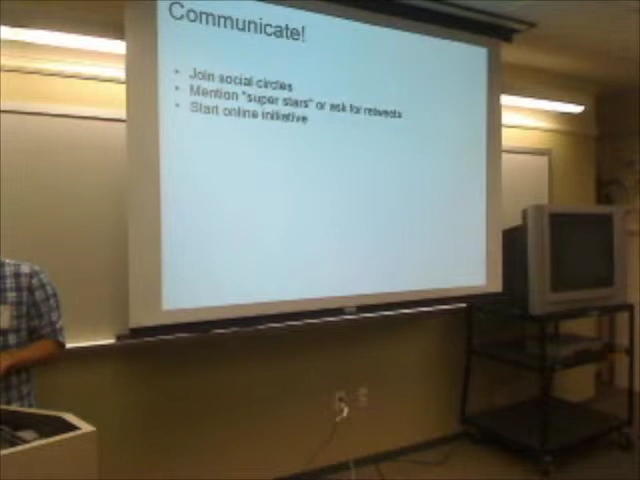 Communicate!
• Join social circles
• Mention "super stars" or ask for retweets
• Start online initiative